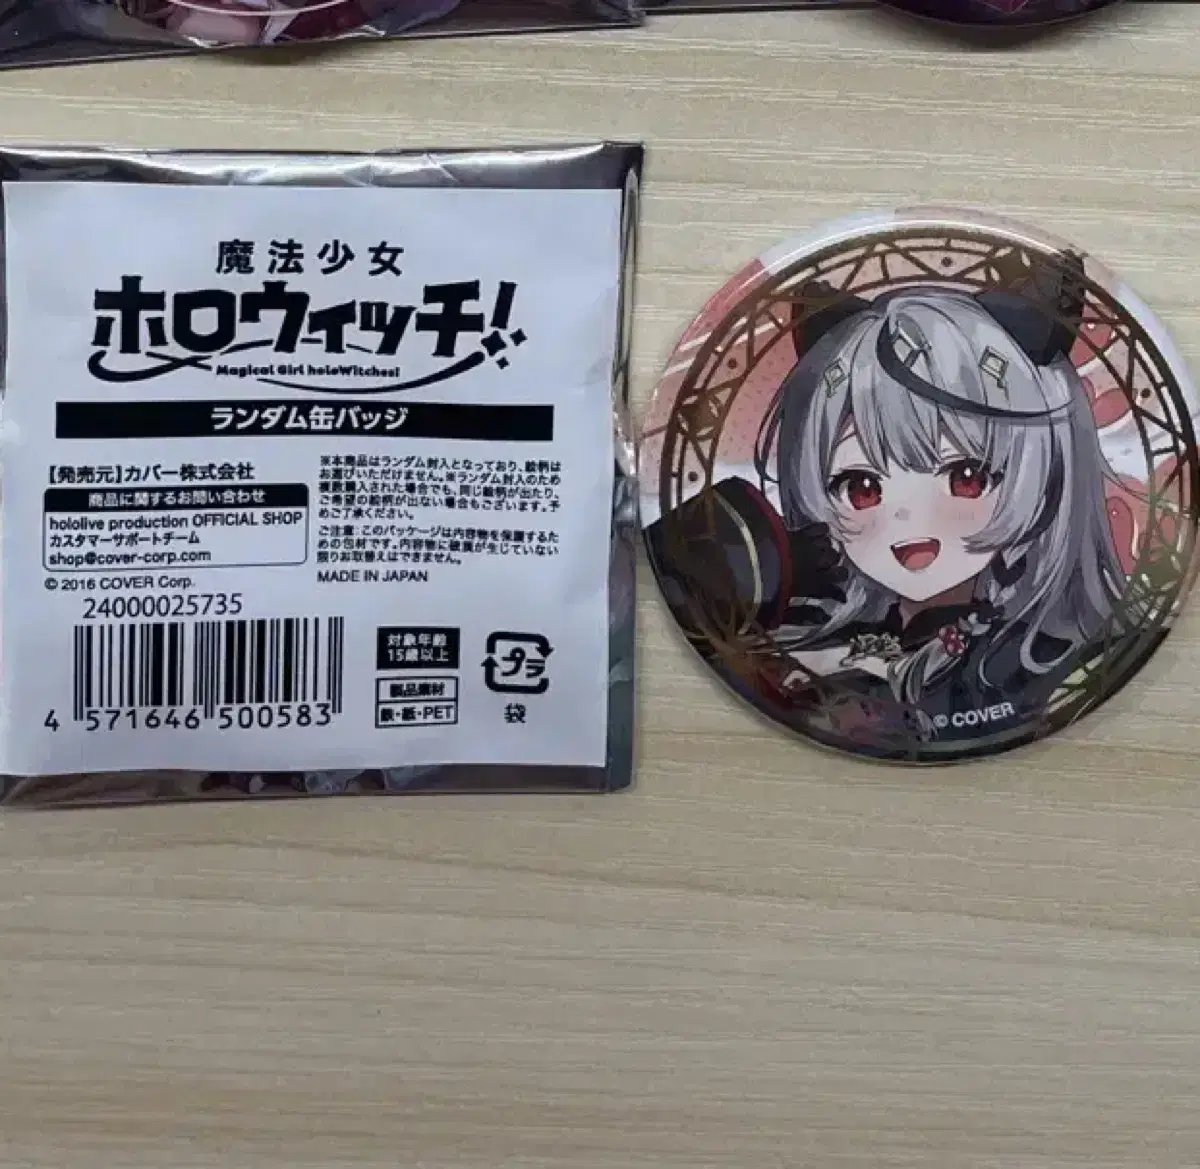 魔法少女
ホロウィッチ!
Magical Girl holoWitches!
ランダム缶バッジ
【発売元】カバー株式会社
商品に関するお問い合わせ
hololive production OFFICIAL SHOP
カスタマーサポートチーム
shop@cover-corp.com
© 2016 COVER Corp.
24000025735
4 571646 500583
※本商品はランダム封入となっており、絵柄は
お選びいただけません。※ランダム封入のため
複数購入された場合でも、同じ絵柄が出たり、
ご希望の絵柄が出ない場合もございます。予
めご了承ください。
ご注意:このパッケージは内容物を保護するた
めの包材です。内容物に破損が生じていない
限りお取替えはできません。
MADE IN JAPAN
対象年齢
15歳以上
製品素材
鉄・紙・PET
プラ
袋
© COVER